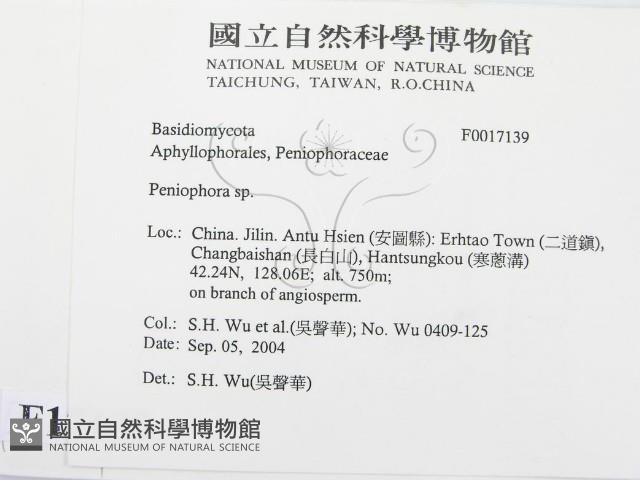 國立自然科學博物館
NATIONAL MUSEUM OF NATURAL SCIENCE
TAICHUNG, TAIWAN, R.O.CHINA
Basidiomycota F0017139
Aphyllophorales, Peniophoraceae
Peniophora sp.
Loc.: China. Jilin. Antu Hsien (安圖縣): Erhtao Town (二道鎮),
Changbaishan (長白山), Hantsungkou (寒蔥溝)
42.24N, 128.06E; alt. 750m;
on branch of angiosperm.
Col.: S.H. Wu et al.(吳聲華); No. Wu 0409-125
Date: Sep. 05, 2004
Det.: S.H. Wu(吳聲華)
國立自然科學博物館
NATIONAL MUSEUM OF NATURAL SCIENCE